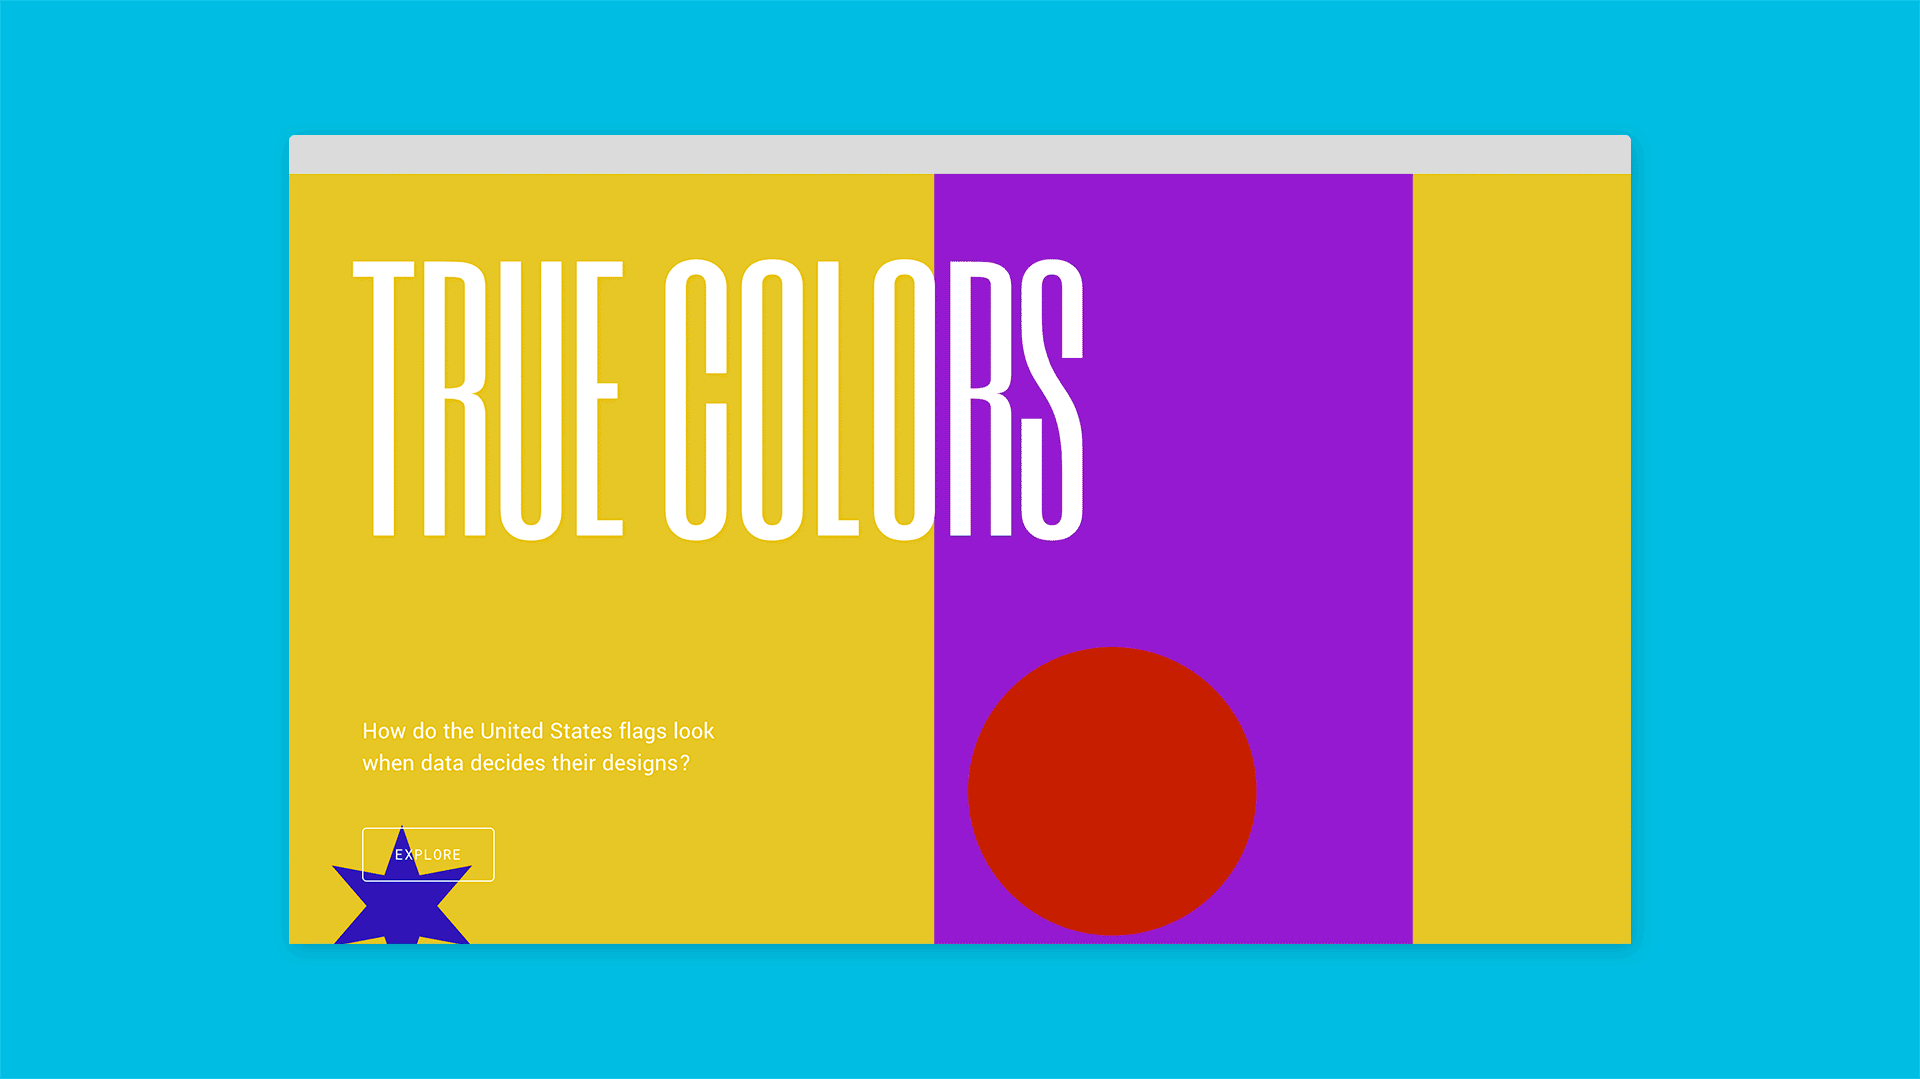 TRUE COLORS
How do the United States flags look
when data decides their designs?
EXPLORE